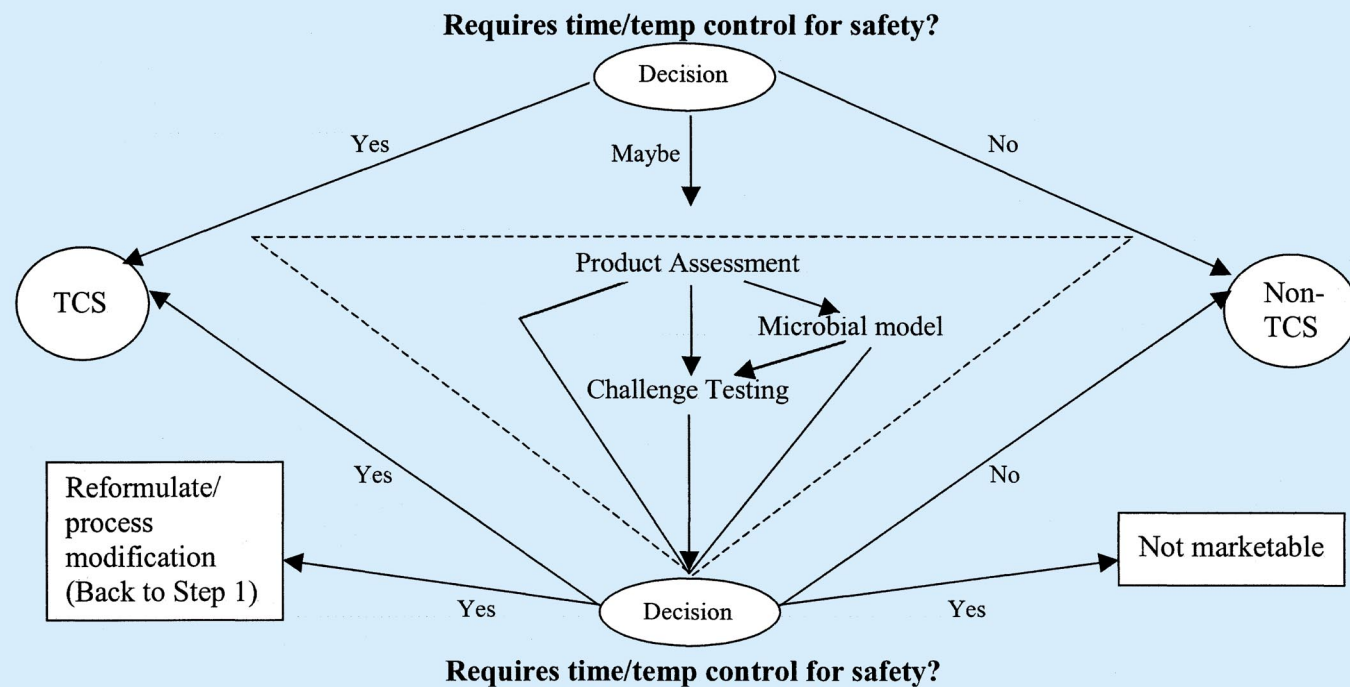 Requires time/temp control for safety?
Decision
Yes
Maybe
No
Product Assessment
TCS
Non-
TCS
Microbial model
Challenge Testing
Yes
No
Reformulate/
process
modification
(Back to Step 1)
Not marketable
Yes
Decision
Yes
Requires time/temp control for safety?